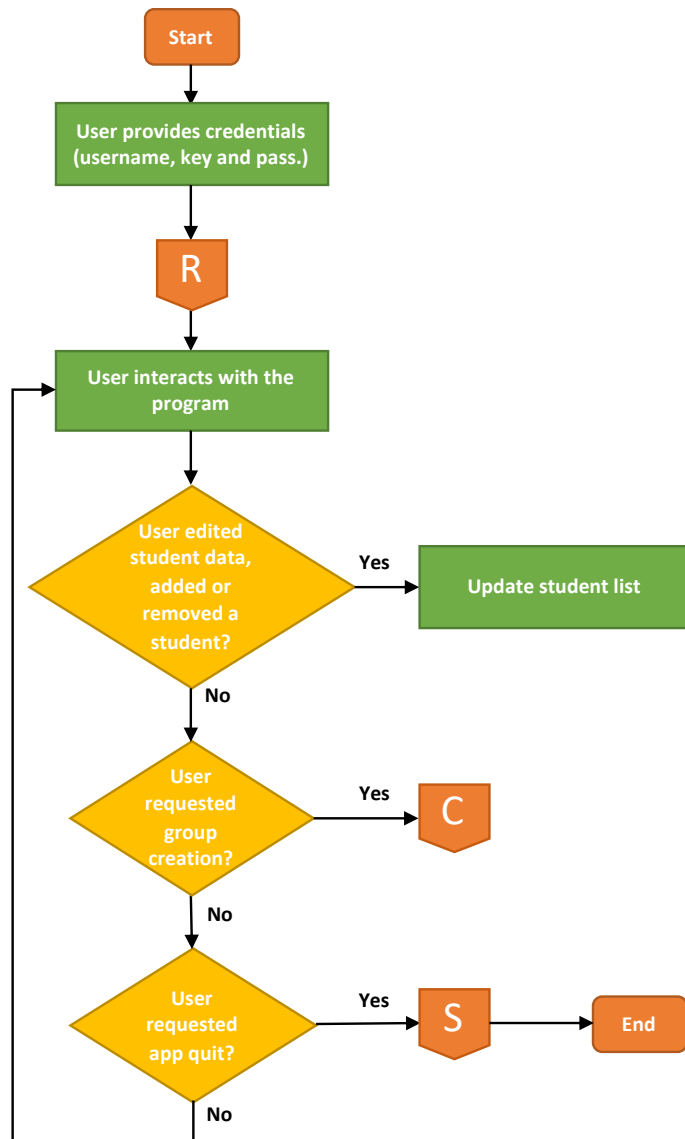 Start
User provides credentials
(username, key and pass.)
R
User interacts with the
program
User edited
student data,
added or
removed a
student?
Yes
Update student list
No
User
requested
group
creation?
Yes
C
No
User
requested
app quit?
Yes
S
End
No